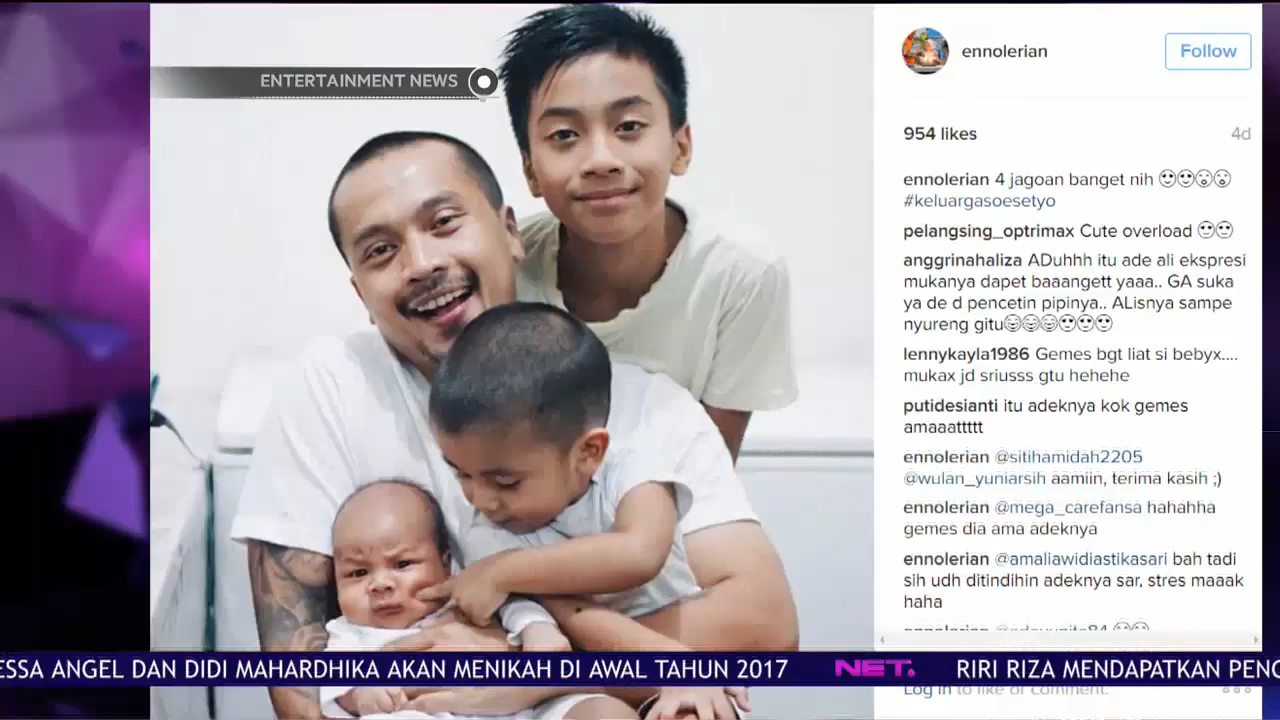 ENTERTAINMENT NEWS
ennolerian
Follow
954 likes
4d
ennolerian 4 jagoan banget nih
#keluargasoesetyo
pelangsing_optrimax Cute overload
anggrinahaliza ADuhhh itu ade ali ekspresi
mukanya dapet baaangett yaaa.. GA suka
ya de d pencetin pipinya.. ALisnya sampe
nyureng gitu
lennykayla1986 Gemes bgt liat si bebyx....
mukax jd sriusss gtu hehehe
putidesianti itu adeknya kok gemes
amaaattttt
ennolerian @sitihamidah2205
@wulan_yuniarsih aamiin, terima kasih ;)
ennolerian @mega_carefansa hahahha
gemes dia ama adeknya
ennolerian @amaliawidiastikasari bah tadi
sih udh ditindihin adeknya sar, stres maaak
haha
ennolerian
ESSA ANGEL DAN DIDI MAHARDHIKA AKAN MENIKAH DI AWAL TAHUN 2017 NET. RIRI RIZA MENDAPATKAN PENG
Log in to like or comment.